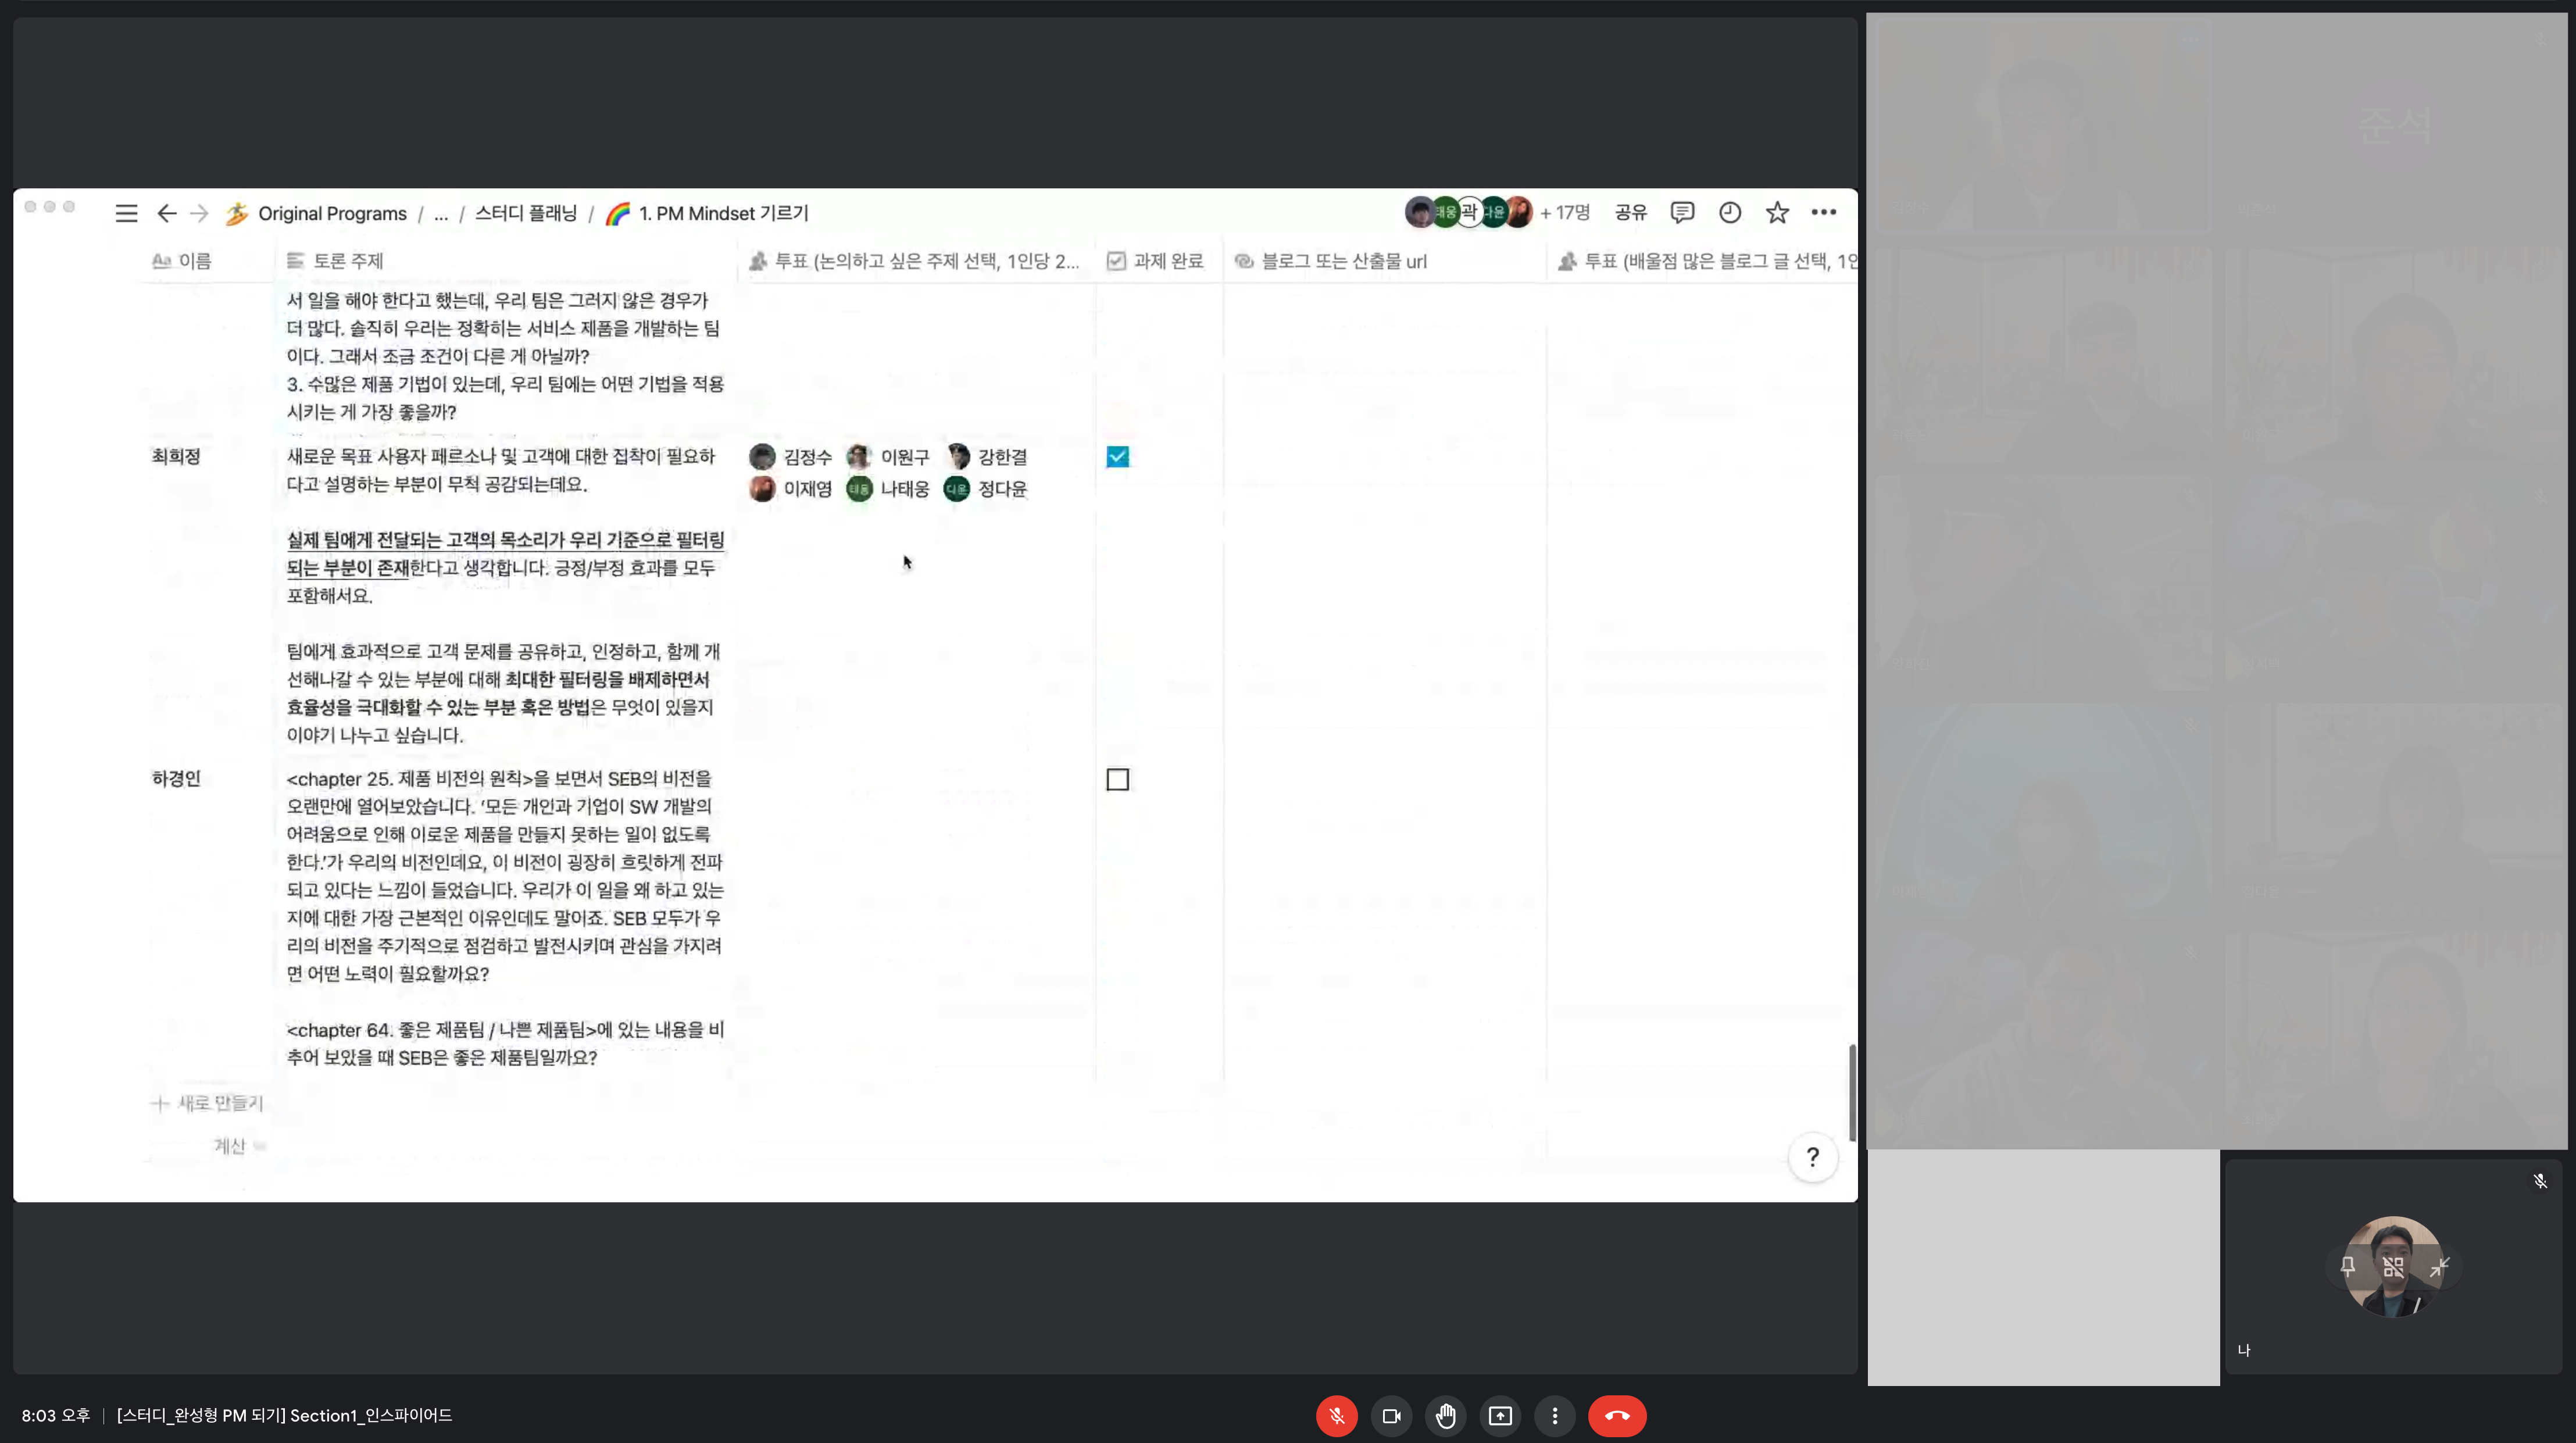 Original Programs / ... / 스터디 플래닝 / 1. PM Mindset 기르기
태웅 곽 다윤 + 17명 공유
Aa 이름
토론 주제
투표 (논의하고 싶은 주제 선택, 1인당 2...
과제 완료
블로그 또는 산출물 url
투표 (배울점 많은 블로그 글 선택, 1인
서 일을 해야 한다고 했는데, 우리 팀은 그러지 않은 경우가
더 많다. 솔직히 우리는 정확히는 서비스 제품을 개발하는 팀
이다. 그래서 조금 조건이 다른 게 아닐까?
3. 수많은 제품 기법이 있는데, 우리 팀에는 어떤 기법을 적용
시키는 게 가장 좋을까?
최희정
새로운 목표 사용자 페르소나 및 고객에 대한 집착이 필요하
다고 설명하는 부분이 무척 공감되는데요.
실제 팀에게 전달되는 고객의 목소리가 우리 기준으로 필터링
되는 부분이 존재한다고 생각합니다. 긍정/부정 효과를 모두
포함해서요.
팀에게 효과적으로 고객 문제를 공유하고, 인정하고, 함께 개
선해나갈 수 있는 부분에 대해 최대한 필터링을 배제하면서
효율성을 극대화할 수 있는 부분 혹은 방법은 무엇이 있을지
이야기 나누고 싶습니다.
김정수 이원구 강한결
이재영 태웅 나태웅 다윤 정다윤
하경인
<chapter 25. 제품 비전의 원칙>을 보면서 SEB의 비전을
오랜만에 열어보았습니다. '모든 개인과 기업이 SW 개발의
어려움으로 인해 이로운 제품을 만들지 못하는 일이 없도록
한다.'가 우리의 비전인데요, 이 비전이 굉장히 흐릿하게 전파
되고 있다는 느낌이 들었습니다. 우리가 이 일을 왜 하고 있는
지에 대한 가장 근본적인 이유인데도 말이죠. SEB 모두가 우
리의 비전을 주기적으로 점검하고 발전시키며 관심을 가지려
면 어떤 노력이 필요할까요?
<chapter 64. 좋은 제품팀 / 나쁜 제품팀>에 있는 내용을 비
추어 보았을 때 SEB은 좋은 제품팀일까요?
+ 새로 만들기
계산
?
준석
나
8:03 오후 | [스터디_완성형 PM 되기] Section1_인스파이어드